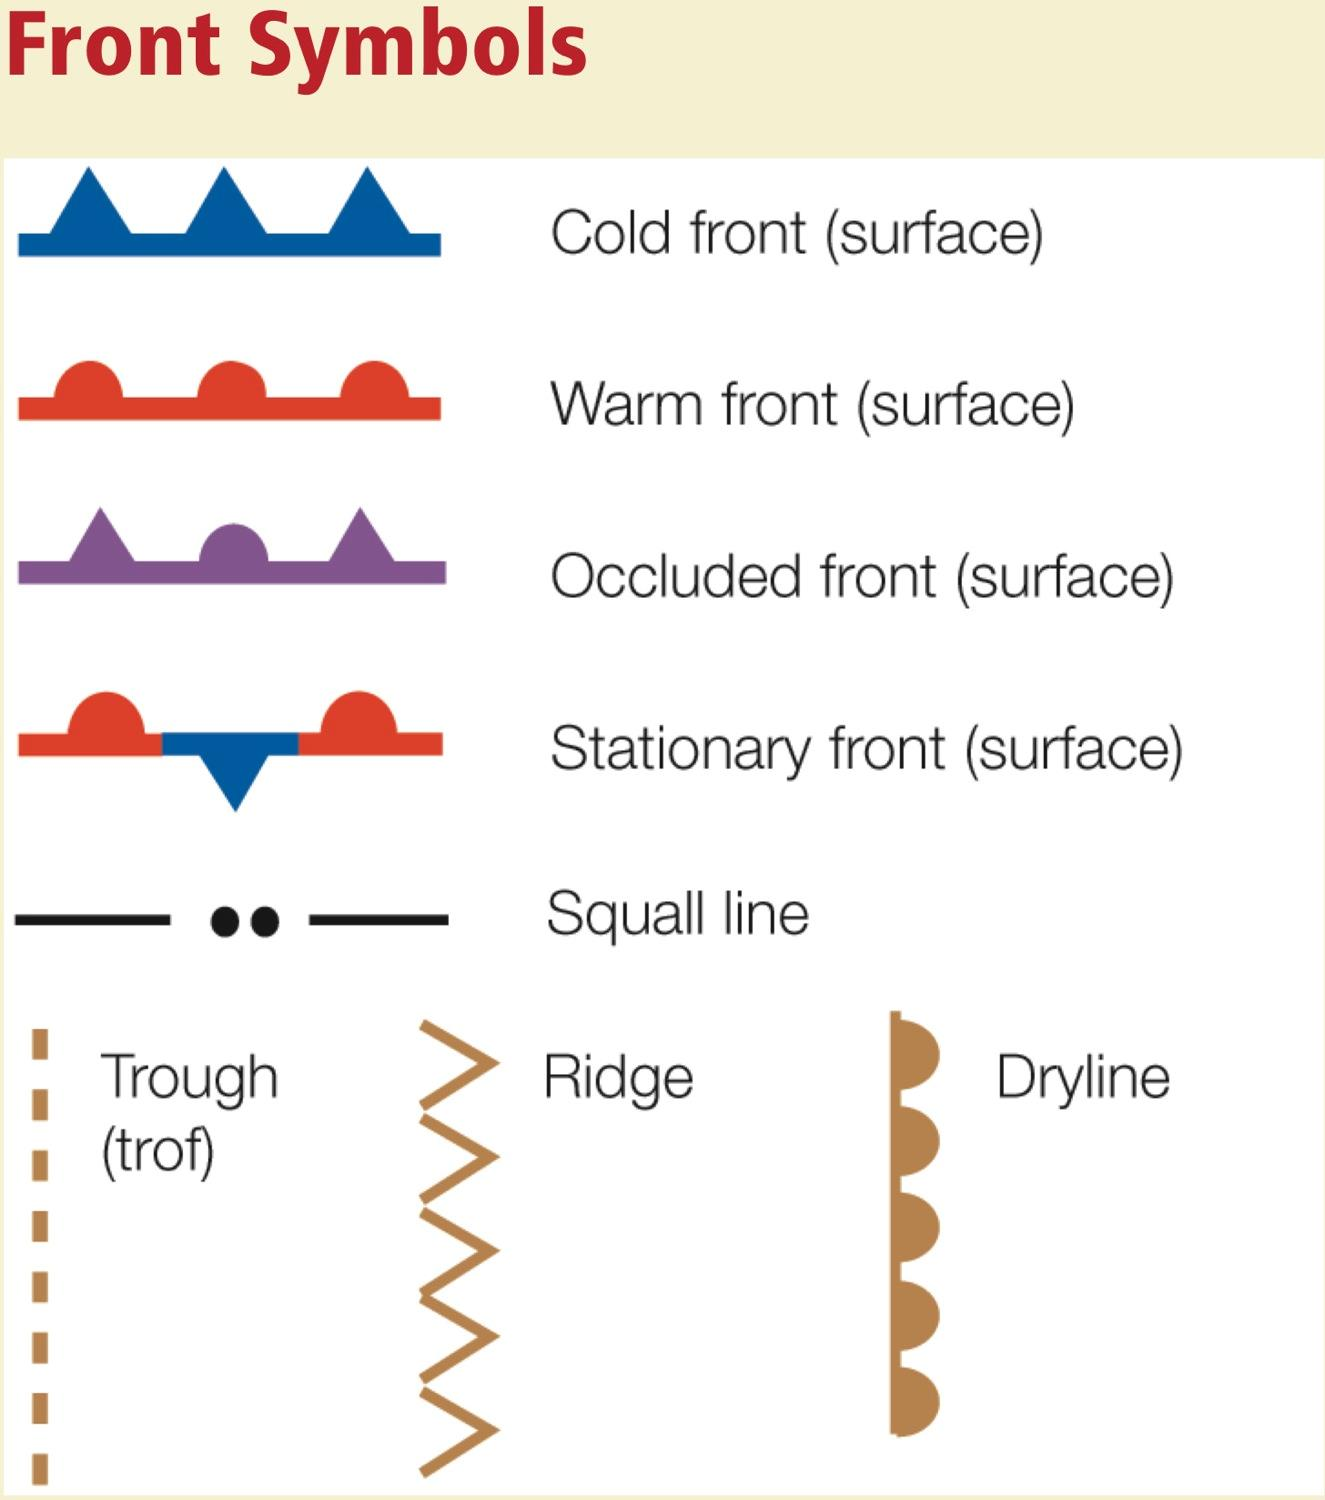 Front Symbols
Cold front (surface)
Warm front (surface)
Occluded front (surface)
Stationary front (surface)
Squall line
Trough
(trof)
Ridge
Dryline